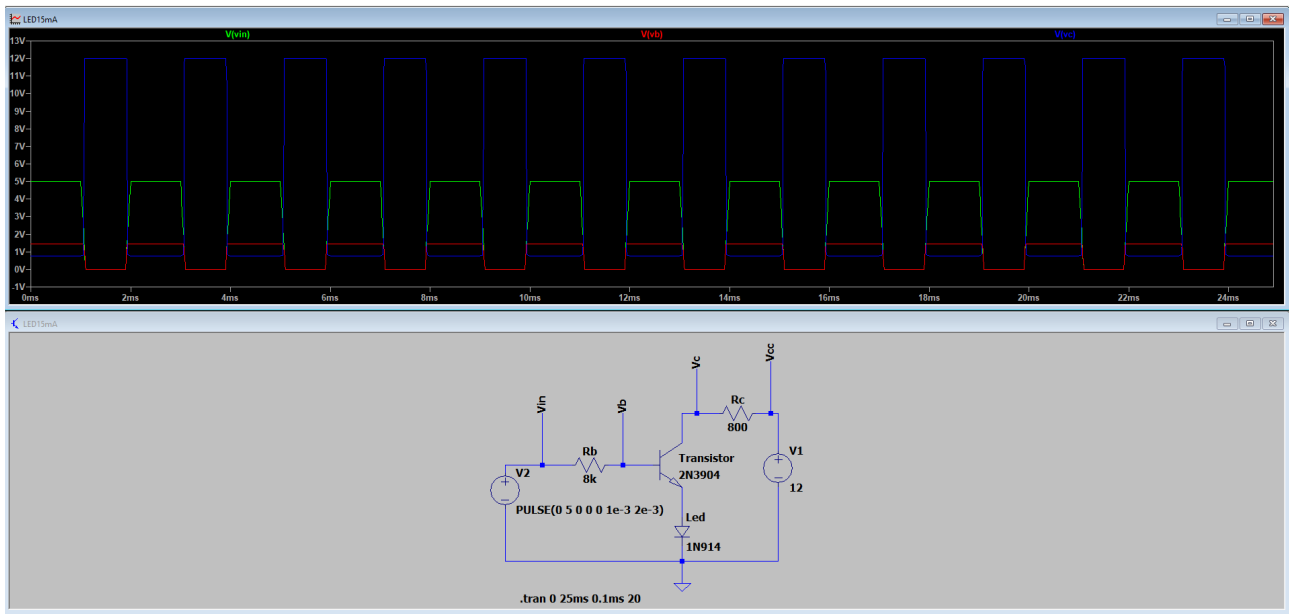 LED15mA
V(vin) V(vb) V(vc)
13V
12V
11V
10V
9V
8V
7V
6V
5V
4V
3V
2V
1V
0V
-1V
0ms 2ms 4ms 6ms 8ms 10ms 12ms 14ms 16ms 18ms 20ms 22ms 24ms
LED15mA
Vc
Vcc
Vin
Vb
Rc
800
Rb
8k
Transistor
2N3904
V1
12
V2
PULSE(0 5 0 0 0 1e-3 2e-3)
Led
1N914
.tran 0 25ms 0.1ms 20